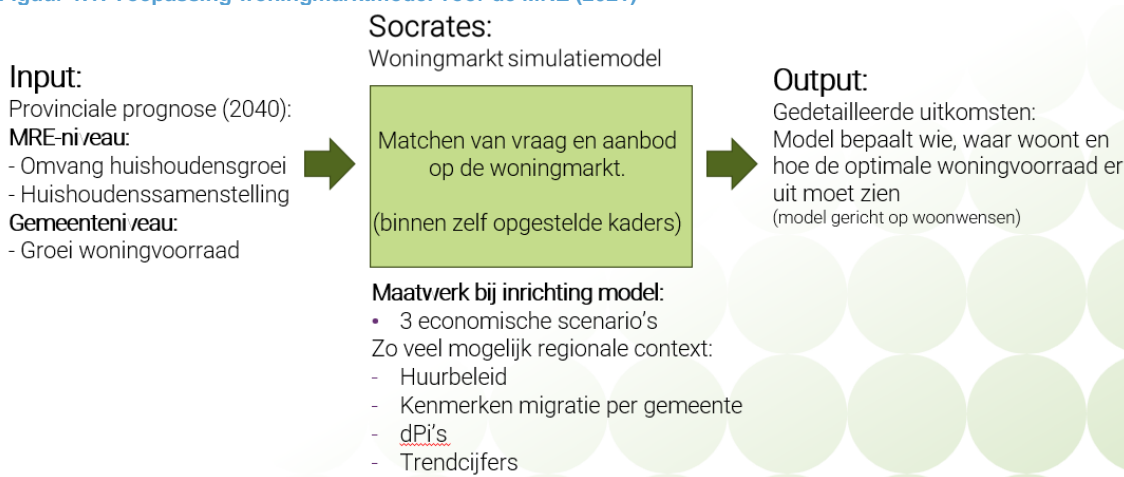 Socrates:
Woningmarkt simulatiemodel
Input:
Provinciale prognose (2040):
MRE-niveau:
- Omvang huishoudensgroei
- Huishoudenssamenstelling
Gemeenteniveau:
- Groei woningvoorraad
Matchen van vraag en aanbod
op de woningmarkt.
(binnen zelf opgestelde kaders)
Output:
Gedetailleerde uitkomsten:
Model bepaalt wie, waar woont en
hoe de optimale woningvoorraad er
uit moet zien
(model gericht op woonwensen)
Maatwerk bij inrichting model:
• 3 economische scenario's
Zo veel mogelijk regionale context:
- Huurbeleid
- Kenmerken migratie per gemeente
- dPi's
- Trendcijfers